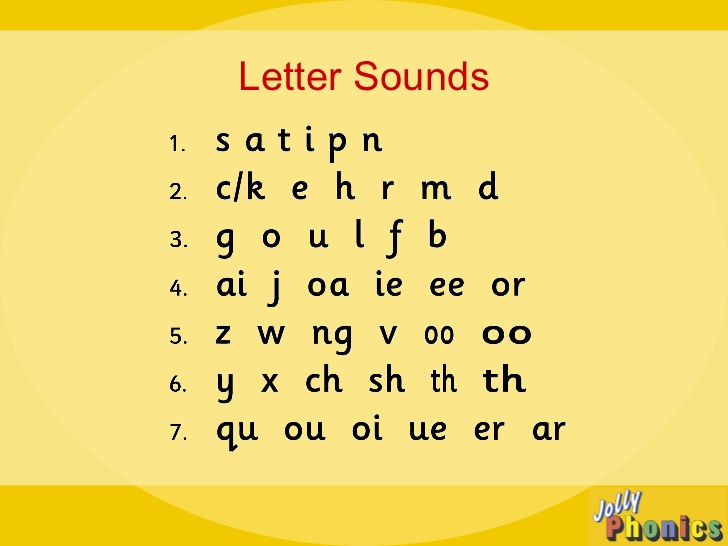 Letter Sounds
1. s a t i p n
2. c/k e h r m d
3. g o u l f b
4. ai j oa ie ee or
5. z w ng v oo oo
6. y x ch sh th th
7. qu ou oi ue er ar
Jolly
Phonics